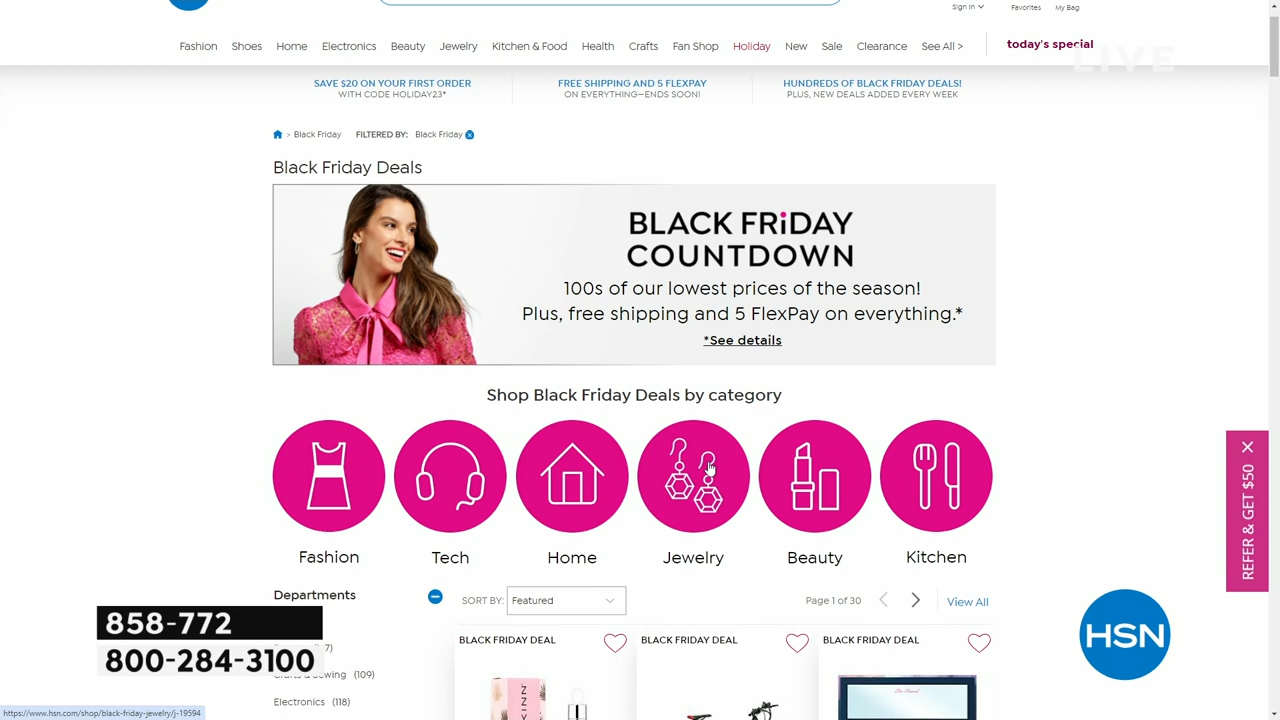 Sign In
Favorites
My Bag
Fashion Shoes Home Electronics Beauty Jewelry Kitchen & Food Health Crafts Fan Shop Holiday New Sale Clearance See All >
today's special
LIVE
SAVE $20 ON YOUR FIRST ORDER
WITH CODE HOLIDAY23*
FREE SHIPPING AND 5 FLEXPAY
ON EVERYTHING—ENDS SOON!
HUNDREDS OF BLACK FRIDAY DEALS!
PLUS, NEW DEALS ADDED EVERY WEEK
> Black Friday FILTERED BY: Black Friday
Black Friday Deals
BLACK FRiDAY
COUNTDOWN
100s of our lowest prices of the season!
Plus, free shipping and 5 FlexPay on everything.*
*See details
Shop Black Friday Deals by category
Fashion Tech Home Jewelry Beauty Kitchen
REFER & GET $50
Departments
SORT BY: Featured
Page 1 of 30
View All
BLACK FRIDAY DEAL BLACK FRIDAY DEAL BLACK FRIDAY DEAL
858-772
800-284-3100
(109)
Electronics (118)
HSN
https://www.hsn.com/shop/black-friday-jewelry/j-19594